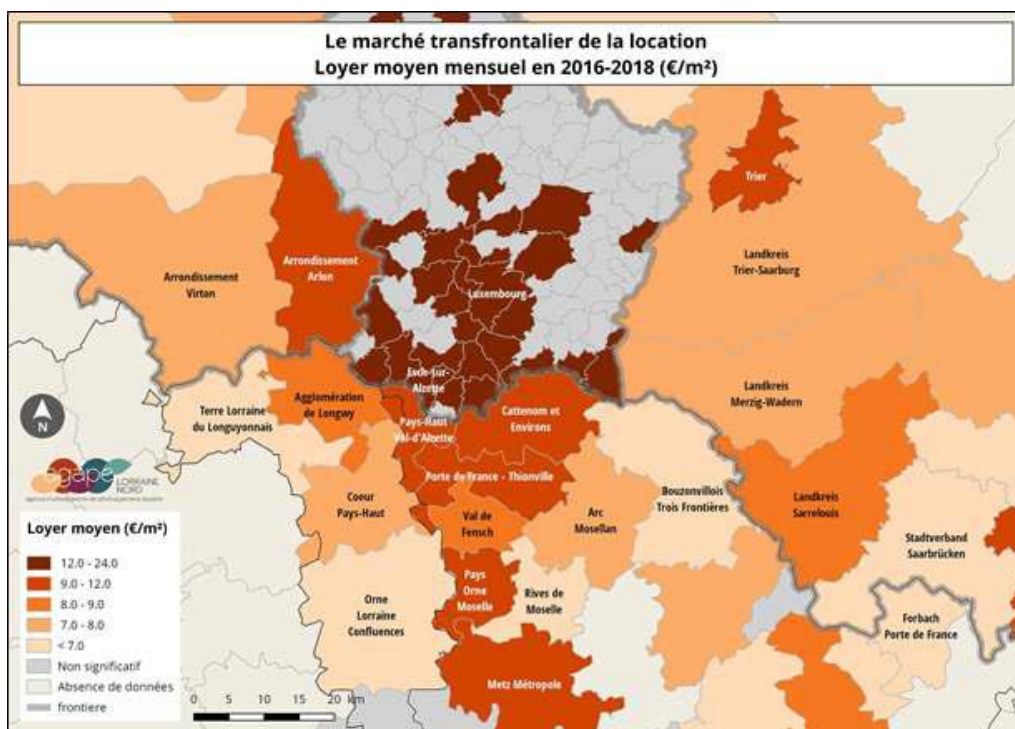 Le marché transfrontalier de la location
Loyer moyen mensuel en 2016-2018 (€/m²)
Trier
Arrondissement
Virton
Arrondissement
Arlon
Landkreis
Trier-Saarburg
Luxembourg
Esch-sur-
Alzette
Landkreis
Merzig-Wadern
Terre Lorraine
du Longuyonnais
Agglomération
de Longwy
Pays-Haut
Val-d'Alzette
Cattenom et
Environs
Porte de France - Thionville
Coeur
Pays-Haut
Val de
Fensch
Arc
Mosellan
Bouzonvillois
Trois Frontières
Landkreis
Sarrelouis
Stadtverband
Saarbrücken
Pays
Orne
Moselle
Rives de
Moselle
Orne
Lorraine
Confluences
Forbach
Porte de France
Metz Métropole
N
agape
LORRAINE
NORD
Loyer moyen (€/m²)
12.0 - 24.0
9.0 - 12.0
8.0 - 9.0
7.0 - 8.0
< 7.0
Non significatif
Absence de données
frontiere
0 5 10 15 20 km